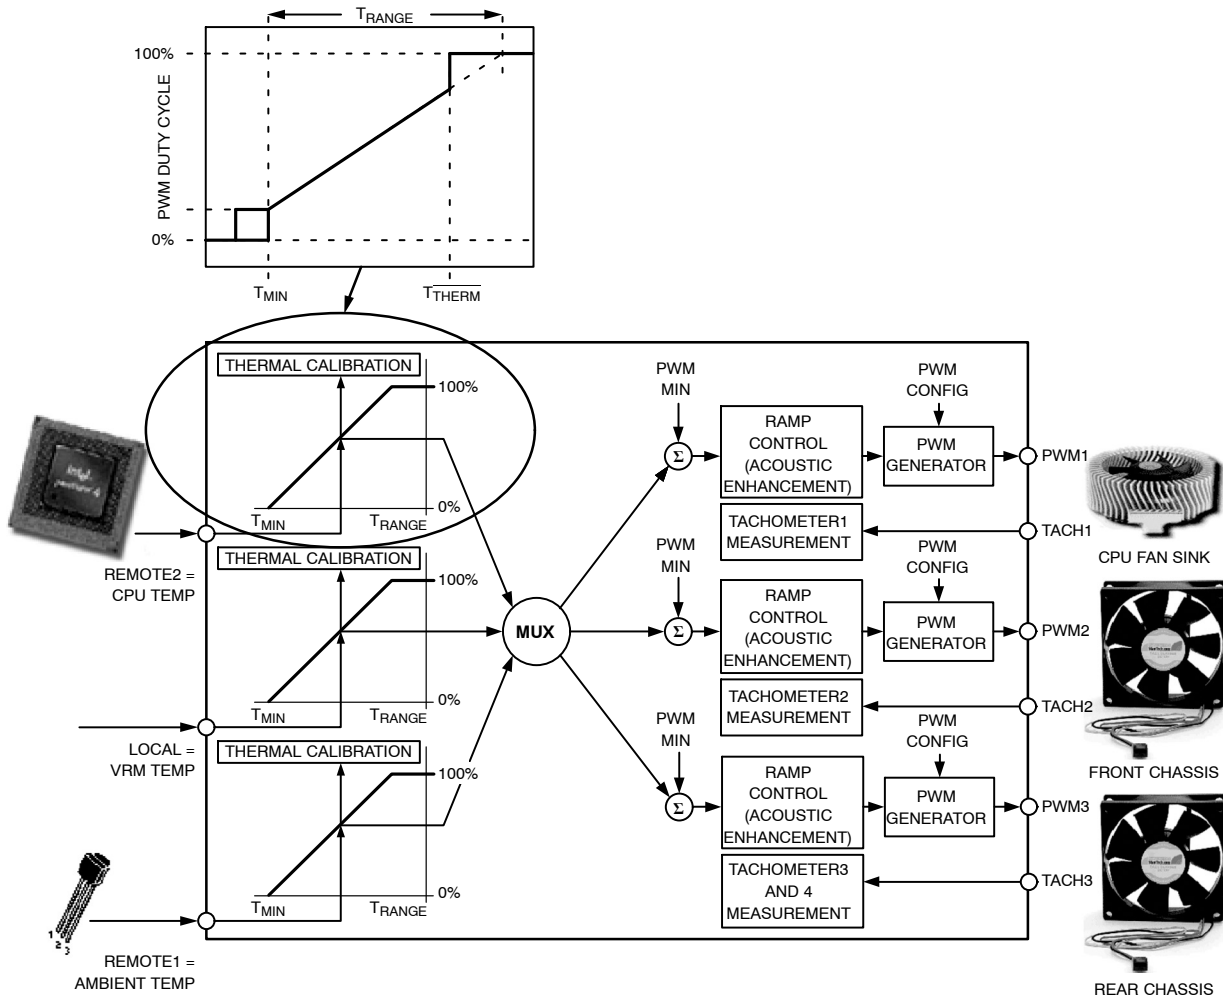 TRANGE
100%
PWM DUTY CYCLE
0%
TMIN
TTHERM
THERMAL CALIBRATION
100%
0%
TMIN
TRANGE
REMOTE2 =
CPU TEMP
THERMAL CALIBRATION
100%
0%
TMIN
TRANGE
LOCAL =
VRM TEMP
THERMAL CALIBRATION
100%
0%
TMIN
TRANGE
1
2
3
REMOTE1 =
AMBIENT TEMP
MUX
PWM
MIN
Σ
RAMP
CONTROL
(ACOUSTIC
ENHANCEMENT)
PWM
CONFIG
PWM
GENERATOR
PWM1
TACHOMETER1
MEASUREMENT
TACH1
CPU FAN SINK
PWM
MIN
Σ
RAMP
CONTROL
(ACOUSTIC
ENHANCEMENT)
PWM
CONFIG
PWM
GENERATOR
PWM2
TACHOMETER2
MEASUREMENT
TACH2
FRONT CHASSIS
PWM
MIN
Σ
RAMP
CONTROL
(ACOUSTIC
ENHANCEMENT)
PWM
CONFIG
PWM
GENERATOR
PWM3
TACHOMETER3
AND 4
MEASUREMENT
TACH3
REAR CHASSIS
intel